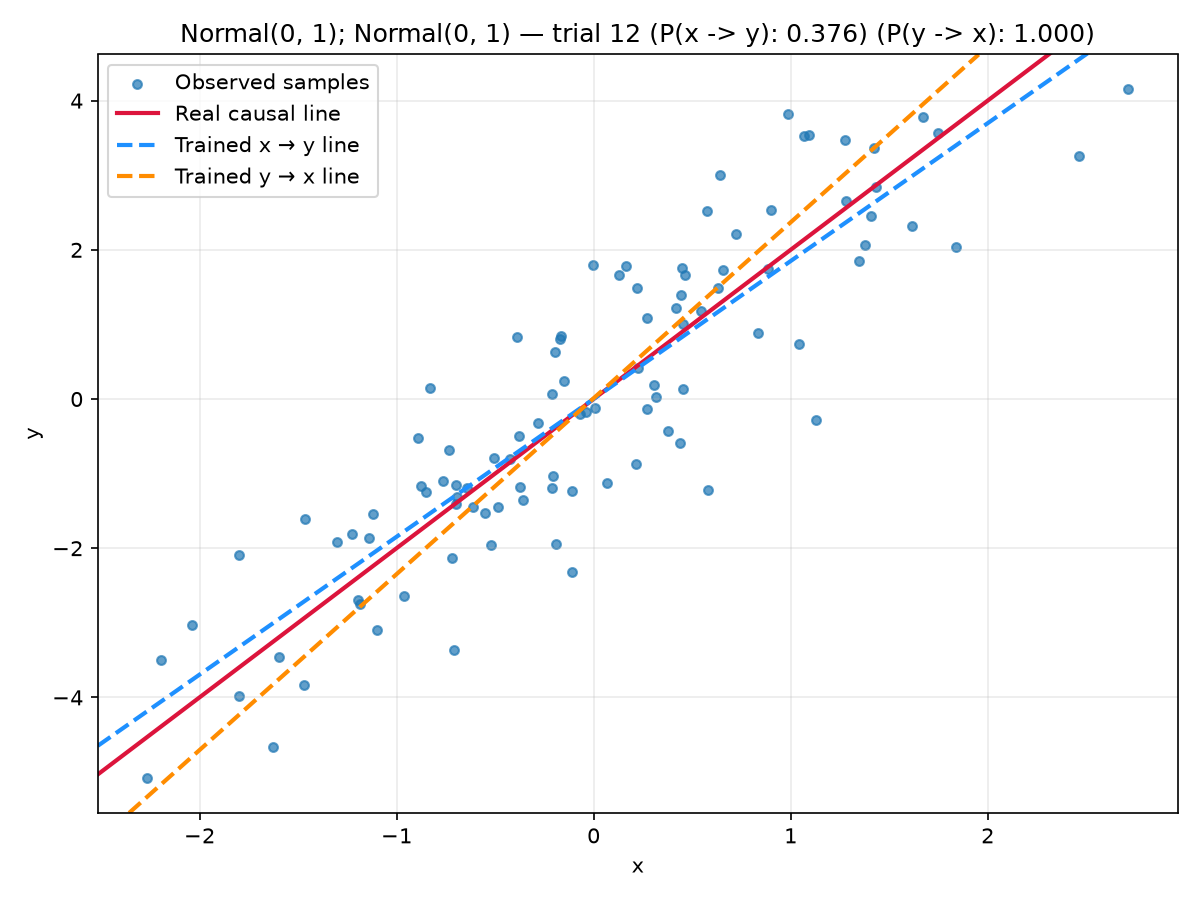 Normal(0, 1); Normal(0, 1) — trial 12 (P(x -> y): 0.376) (P(y -> x): 1.000)
Observed samples
Real causal line
Trained x → y line
Trained y → x line
4
2
0
−2
−4
y
−2
−1
0
1
2
x